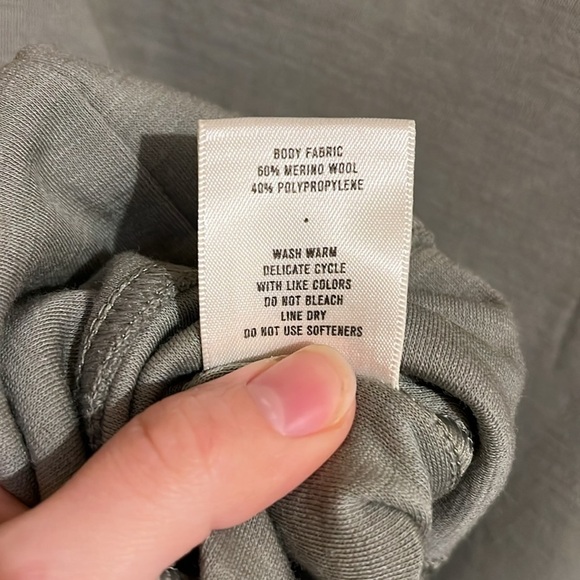 BODY FABRIC
60% MERINO WOOL
40% POLYPROPYLENE
WASH WARM
DELICATE CYCLE
WITH LIKE COLORS
DO NOT BLEACH
LINE DRY
DO NOT USE SOFTENERS